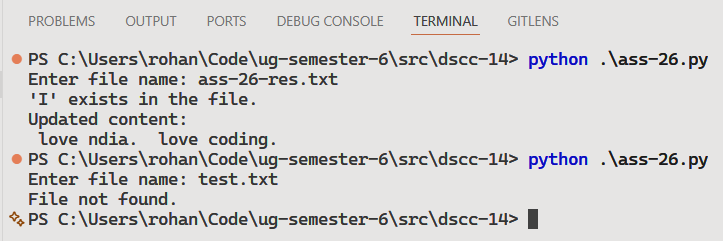 PROBLEMS OUTPUT PORTS DEBUG CONSOLE TERMINAL GITLENS
PS C:\Users\rohan\Code\ug-semester-6\src\dscc-14> python .\ass-26.py
Enter file name: ass-26-res.txt
'I' exists in the file.
Updated content:
 love ndia.  love coding.
PS C:\Users\rohan\Code\ug-semester-6\src\dscc-14> python .\ass-26.py
Enter file name: test.txt
File not found.
PS C:\Users\rohan\Code\ug-semester-6\src\dscc-14>